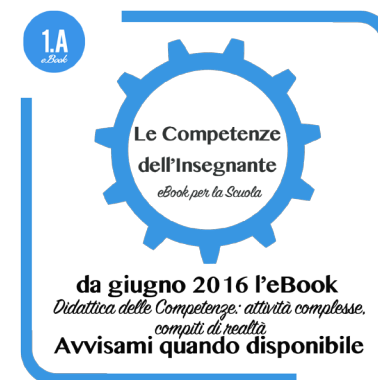 1.A
eBook
Le Competenze
dell'Insegnante
eBook per la Scuola
da giugno 2016 l'eBook
Didattica delle Competenze: attività complesse,
compiti di realtà
Avvisami quando disponibile